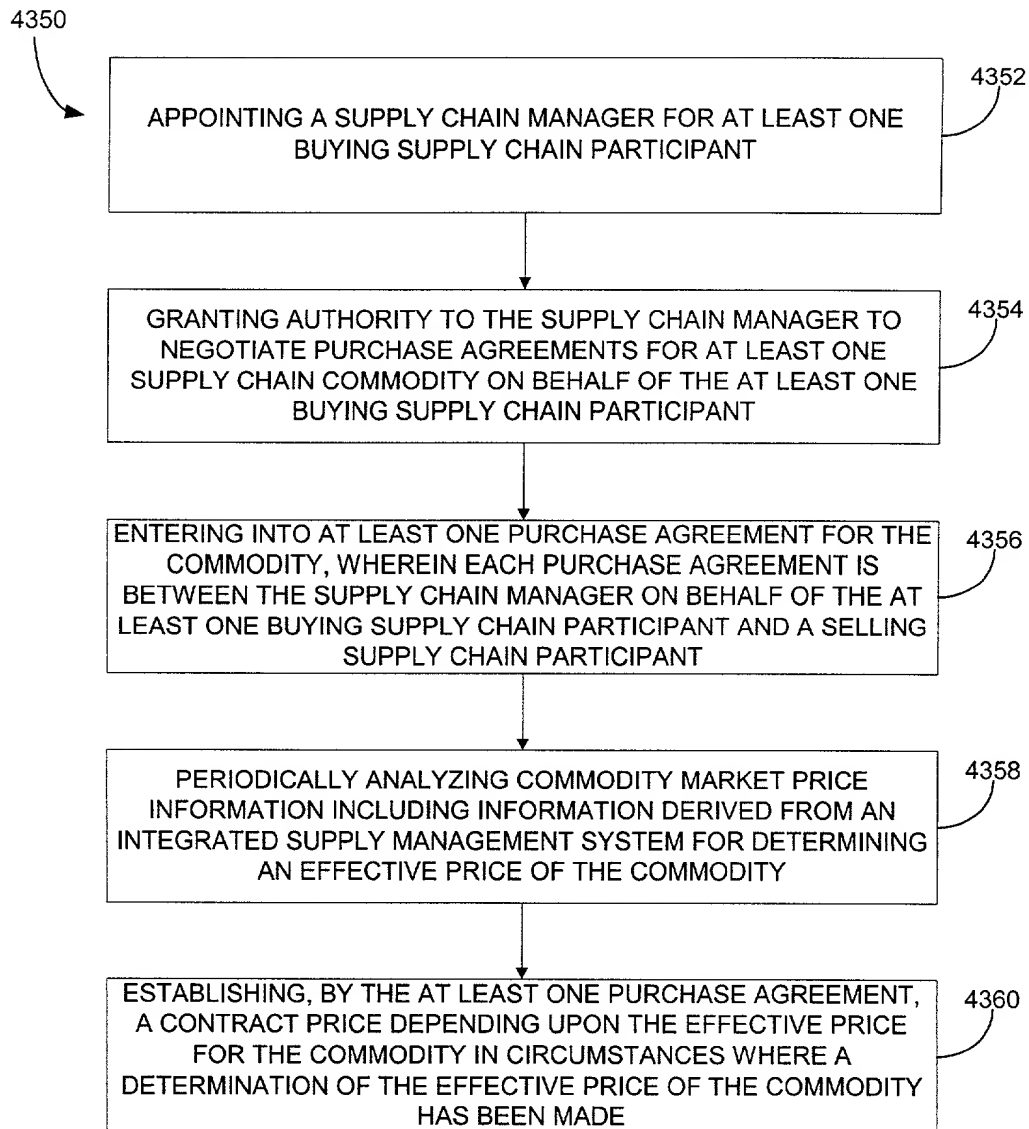 4350
4352
APPOINTING A SUPPLY CHAIN MANAGER FOR AT LEAST ONE
BUYING SUPPLY CHAIN PARTICIPANT
4354
GRANTING AUTHORITY TO THE SUPPLY CHAIN MANAGER TO
NEGOTIATE PURCHASE AGREEMENTS FOR AT LEAST ONE
SUPPLY CHAIN COMMODITY ON BEHALF OF THE AT LEAST ONE
BUYING SUPPLY CHAIN PARTICIPANT
4356
ENTERING INTO AT LEAST ONE PURCHASE AGREEMENT FOR THE
COMMODITY, WHEREIN EACH PURCHASE AGREEMENT IS
BETWEEN THE SUPPLY CHAIN MANAGER ON BEHALF OF THE AT
LEAST ONE BUYING SUPPLY CHAIN PARTICIPANT AND A SELLING
SUPPLY CHAIN PARTICIPANT
4358
PERIODICALLY ANALYZING COMMODITY MARKET PRICE
INFORMATION INCLUDING INFORMATION DERIVED FROM AN
INTEGRATED SUPPLY MANAGEMENT SYSTEM FOR DETERMINING
AN EFFECTIVE PRICE OF THE COMMODITY
4360
ESTABLISHING, BY THE AT LEAST ONE PURCHASE AGREEMENT,
A CONTRACT PRICE DEPENDING UPON THE EFFECTIVE PRICE
FOR THE COMMODITY IN CIRCUMSTANCES WHERE A
DETERMINATION OF THE EFFECTIVE PRICE OF THE COMMODITY
HAS BEEN MADE